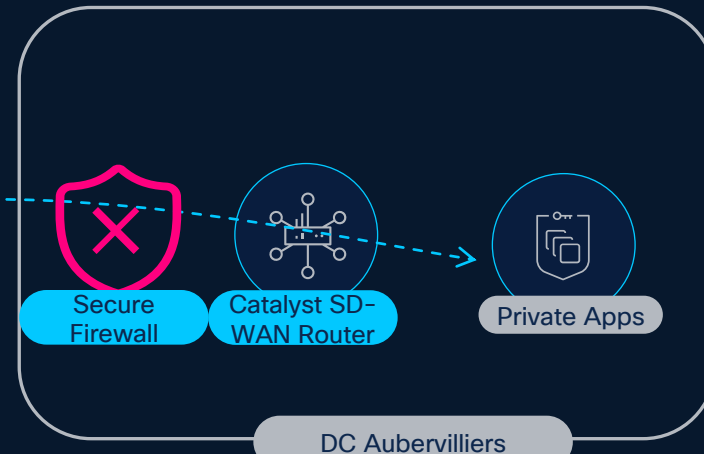 Secure
Firewall
Catalyst SD-
WAN Router
Private Apps
DC Aubervilliers